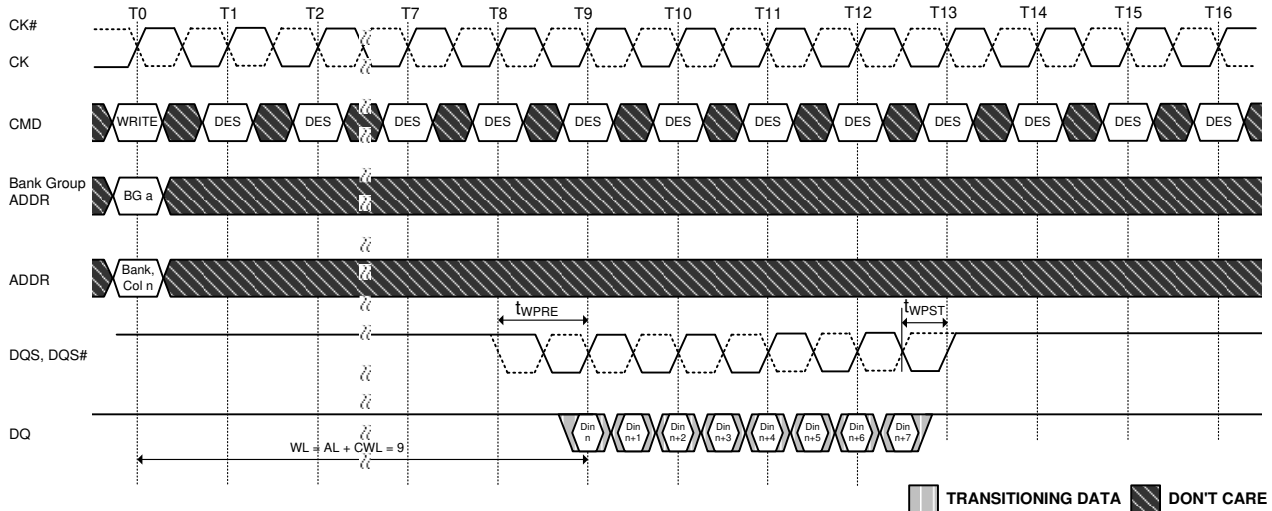 T0 T1 T2 T7 T8 T9 T10 T11 T12 T13 T14 T15 T16
CK#
CK
CMD WRITE DES DES DES DES DES DES DES DES DES DES DES DES
Bank Group
ADDR
BG a
ADDR
Bank,
Col n
tWPRE
tWPST
DQS, DQS#
DQ
Din Din Din Din Din Din Din Din
n n+1 n+2 n+3 n+4 n+5 n+6 n+7
WL = AL + CWL = 9
TRANSITIONING DATA DON'T CARE